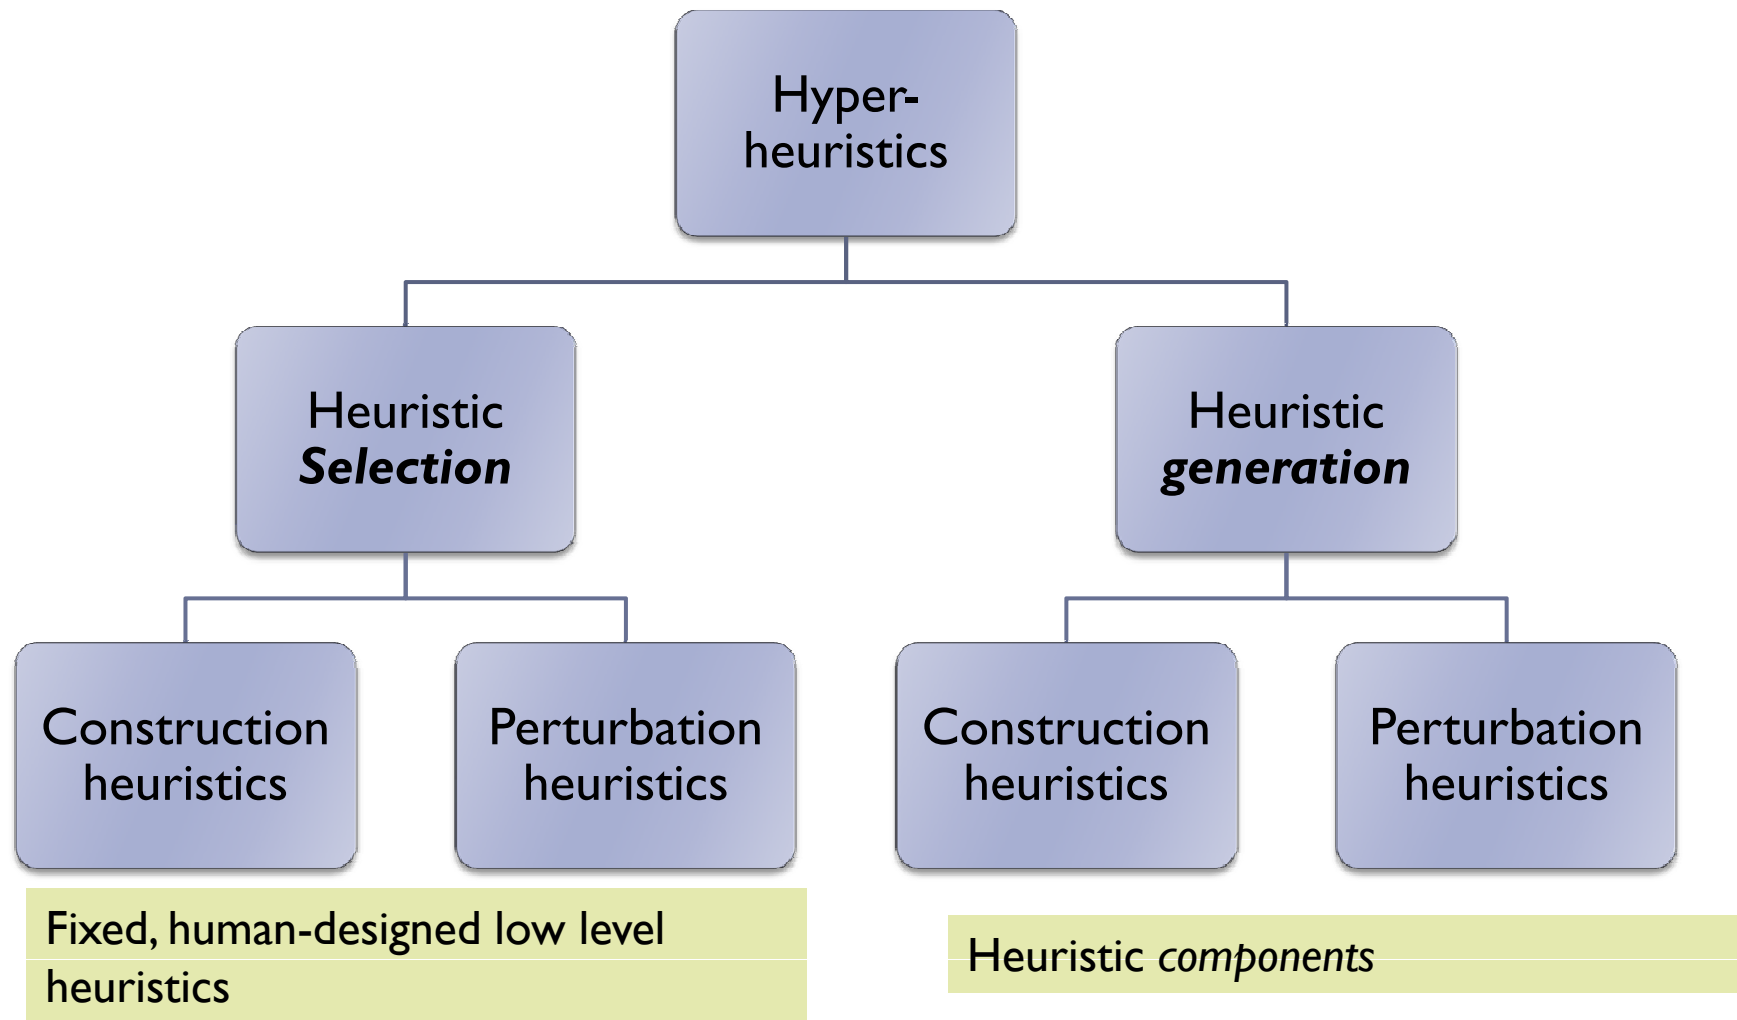 Hyper-
heuristics
Heuristic
Selection
Heuristic
generation
Construction
heuristics
Perturbation
heuristics
Construction
heuristics
Perturbation
heuristics
Fixed, human-designed low level
heuristics
Heuristic components